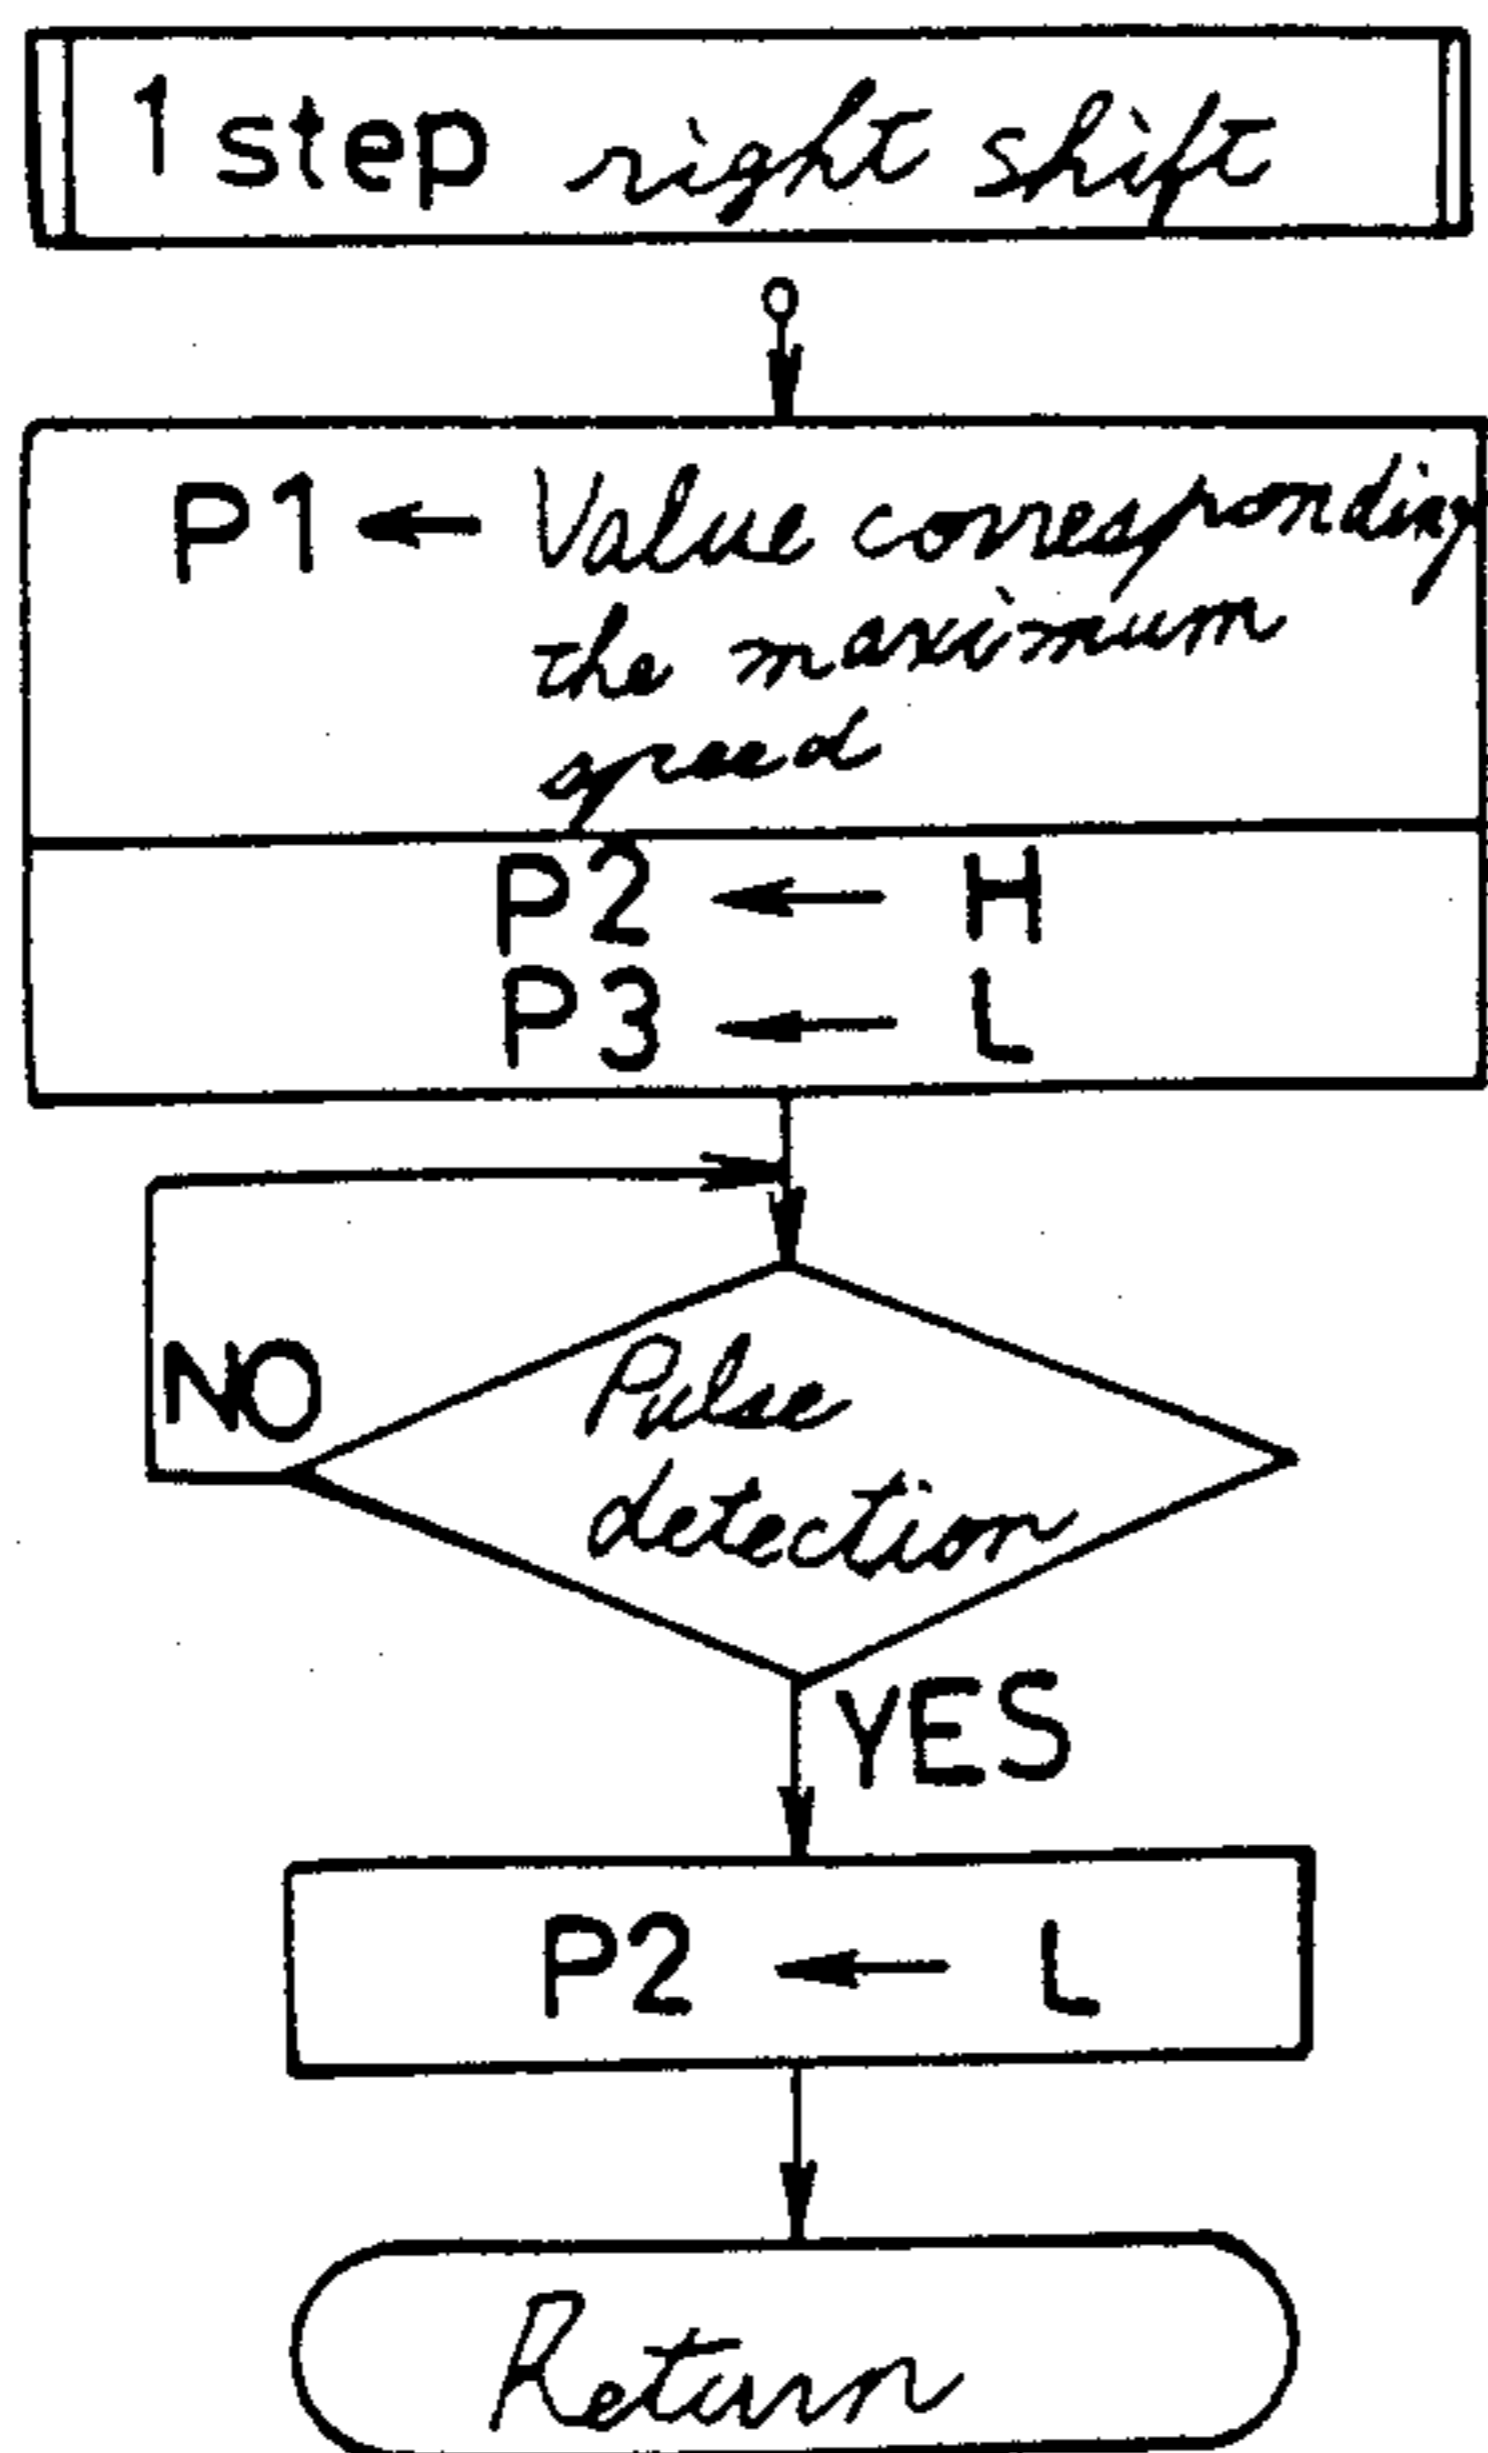 1 step right shift
P1 ← Value corresponding
the maximum
speed
P2 ← H
P3 ← L
NO
Pulse
detection
YES
P2 ← L
Return